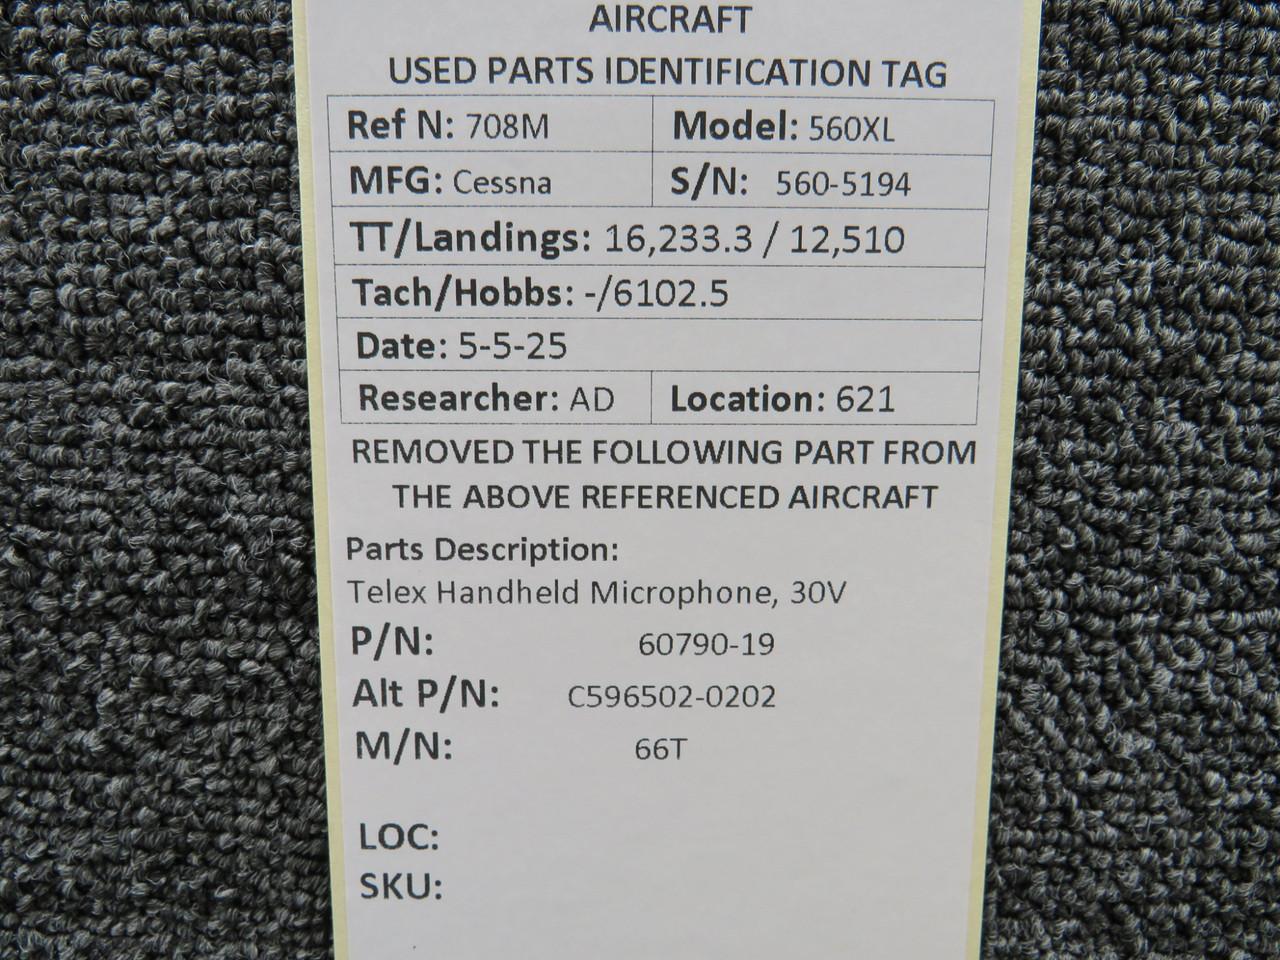 AIRCRAFT
USED PARTS IDENTIFICATION TAG
Ref N: 708M Model: 560XL
MFG: Cessna S/N: 560-5194
TT/Landings: 16,233.3 / 12,510
Tach/Hobbs: -/6102.5
Date: 5-5-25
Researcher: AD Location: 621
REMOVED THE FOLLOWING PART FROM
THE ABOVE REFERENCED AIRCRAFT
Parts Description:
Telex Handheld Microphone, 30V
P/N: 60790-19
Alt P/N: C596502-0202
M/N: 66T
LOC:
SKU: